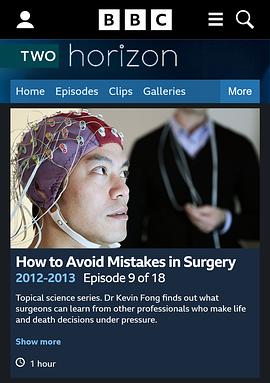 BBC
TWO horizon
Home Episodes Clips Galleries More
How to Avoid Mistakes in Surgery
2012-2013 Episode 9 of 18
Topical science series. Dr Kevin Fong finds out what
surgeons can learn from other professionals who make life
and death decisions under pressure.
Show more
1 hour